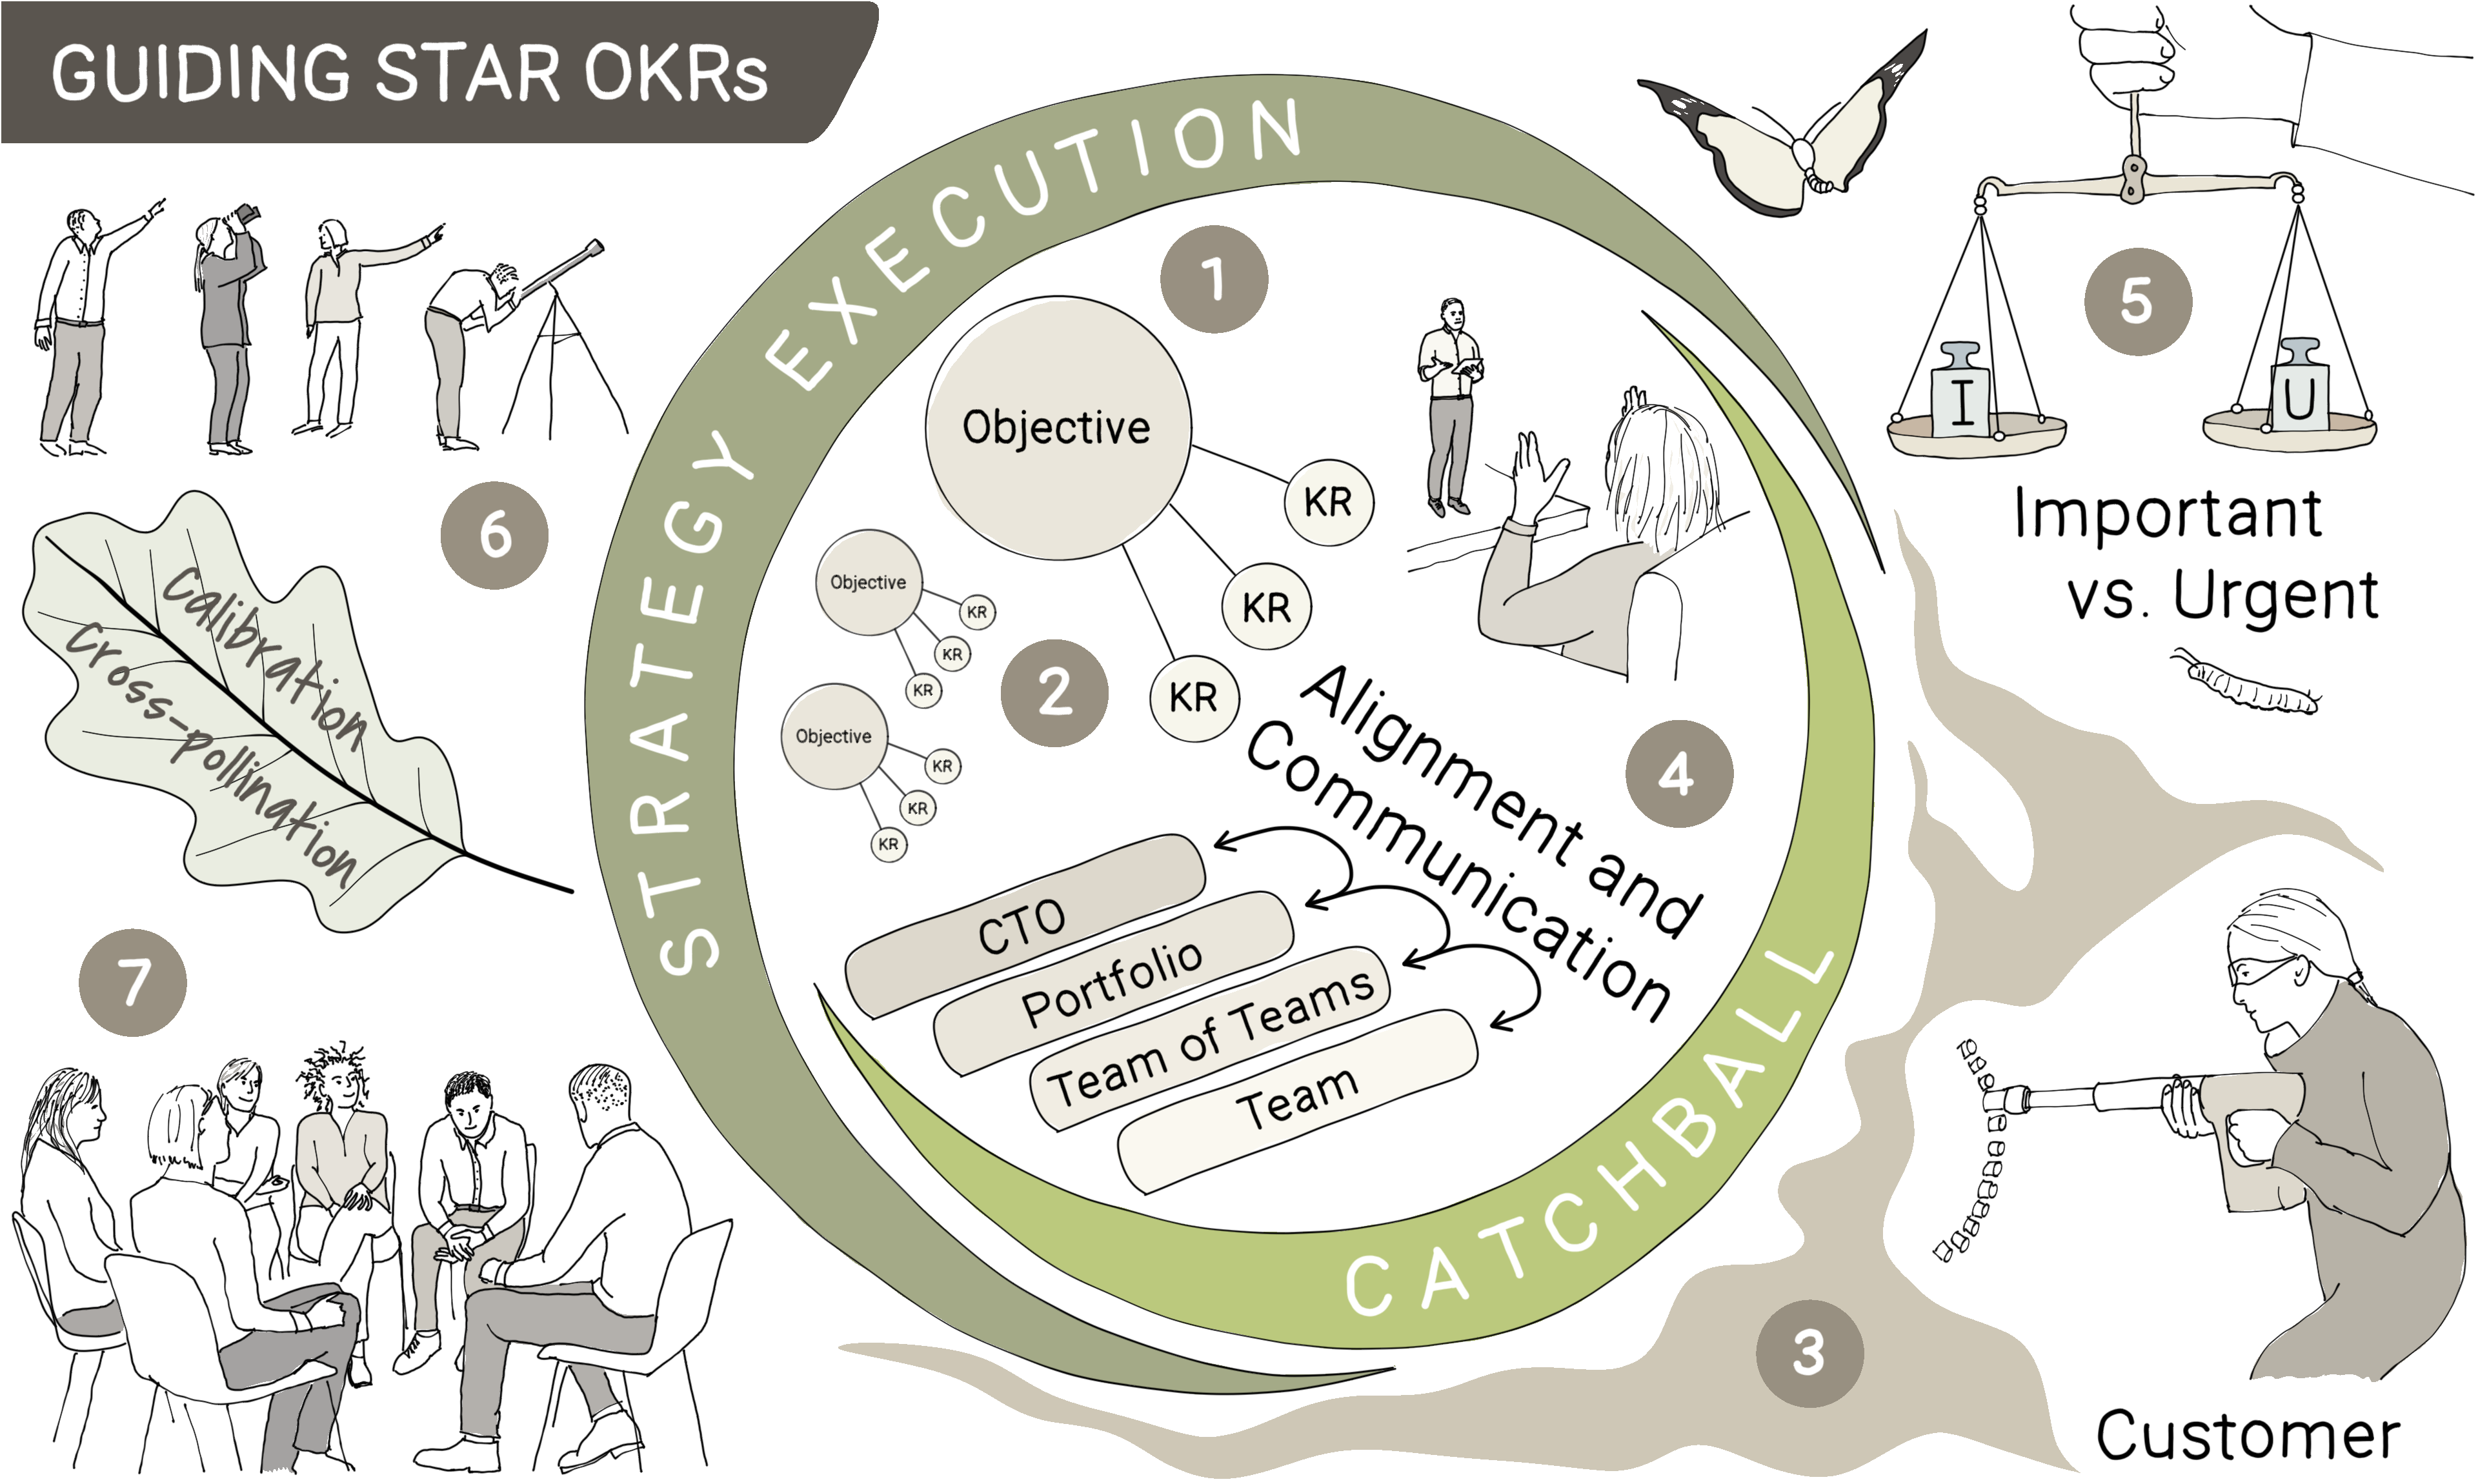 GUIDING STAR OKRs
STRATEGY EXECUTION
1
Objective
KR
KR
KR
2
Objective
KR
KR
KR
Objective
KR
KR
KR
Alignment and
Communication
4
CTO
Portfolio
Team of Teams
Team
CATCHBALL
5
I
U
Important
vs. Urgent
3
Customer
6
Calibration
Cross-pollination
7